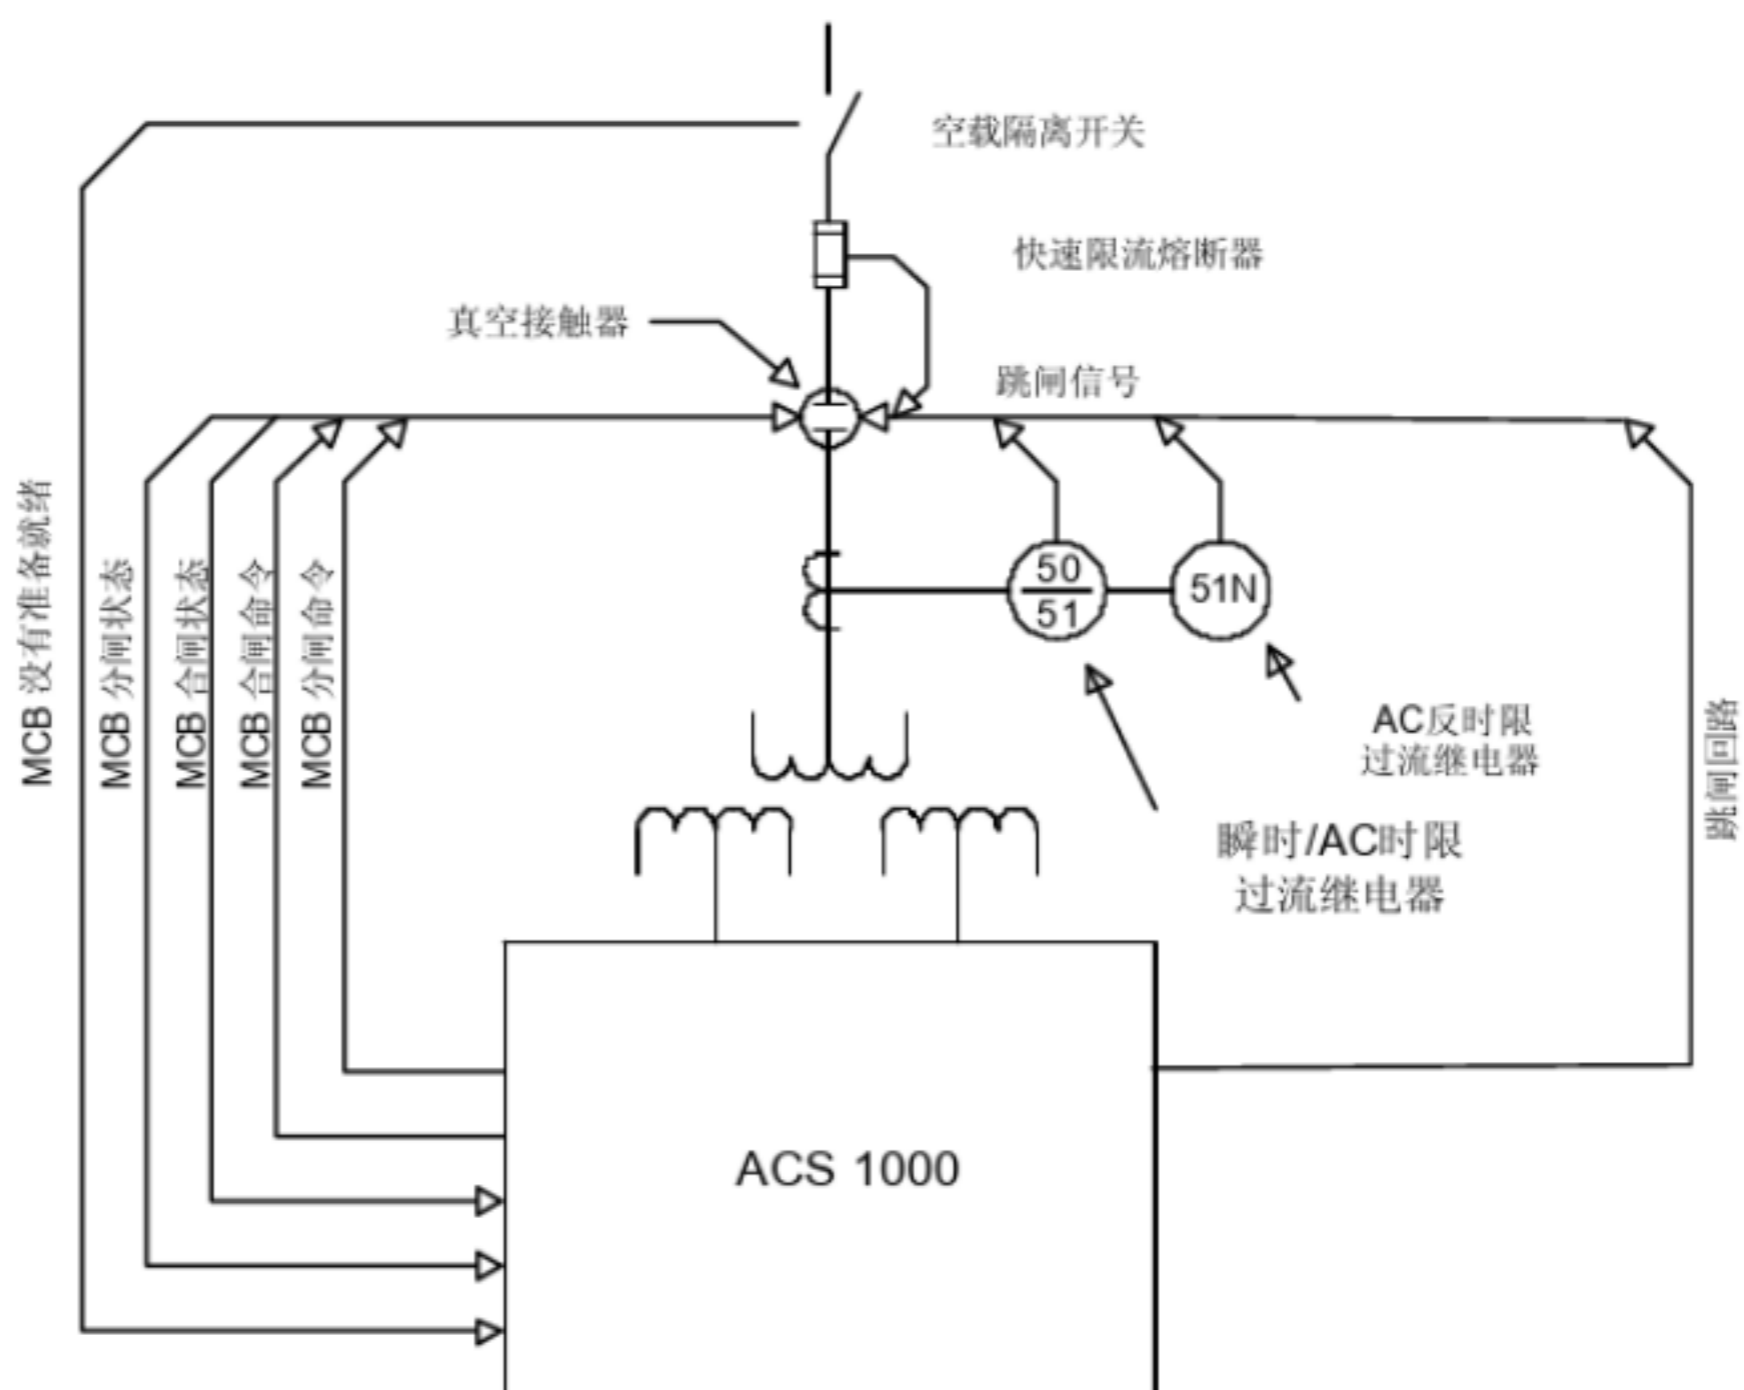 空载隔离开关
快速限流熔断器
真空接触器
跳闸信号
MCB 没有准备就绪
MCB 分闸状态
MCB 合闸状态
MCB 合闸命令
MCB 分闸命令
50
51
51N
AC反时限
过流继电器
瞬时/AC时限
过流继电器
跳闸回路
ACS 1000